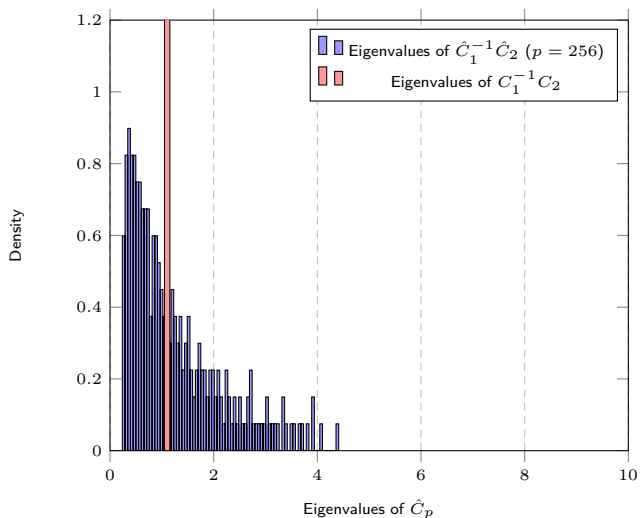 1.2
1
0.8
0.6
0.4
0.2
0
0 2 4 6 8 10
Density
Eigenvalues of Ĉ₁⁻¹Ĉ₂ (p = 256)
Eigenvalues of C₁⁻¹C₂
Eigenvalues of Ĉₚ